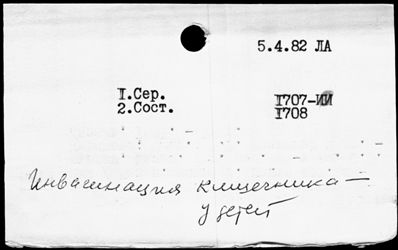 5.4.82 ЛА
1.Сер. 1707-ИИ
2.Сост. 1708
Инвагинация кишечника —
у детей